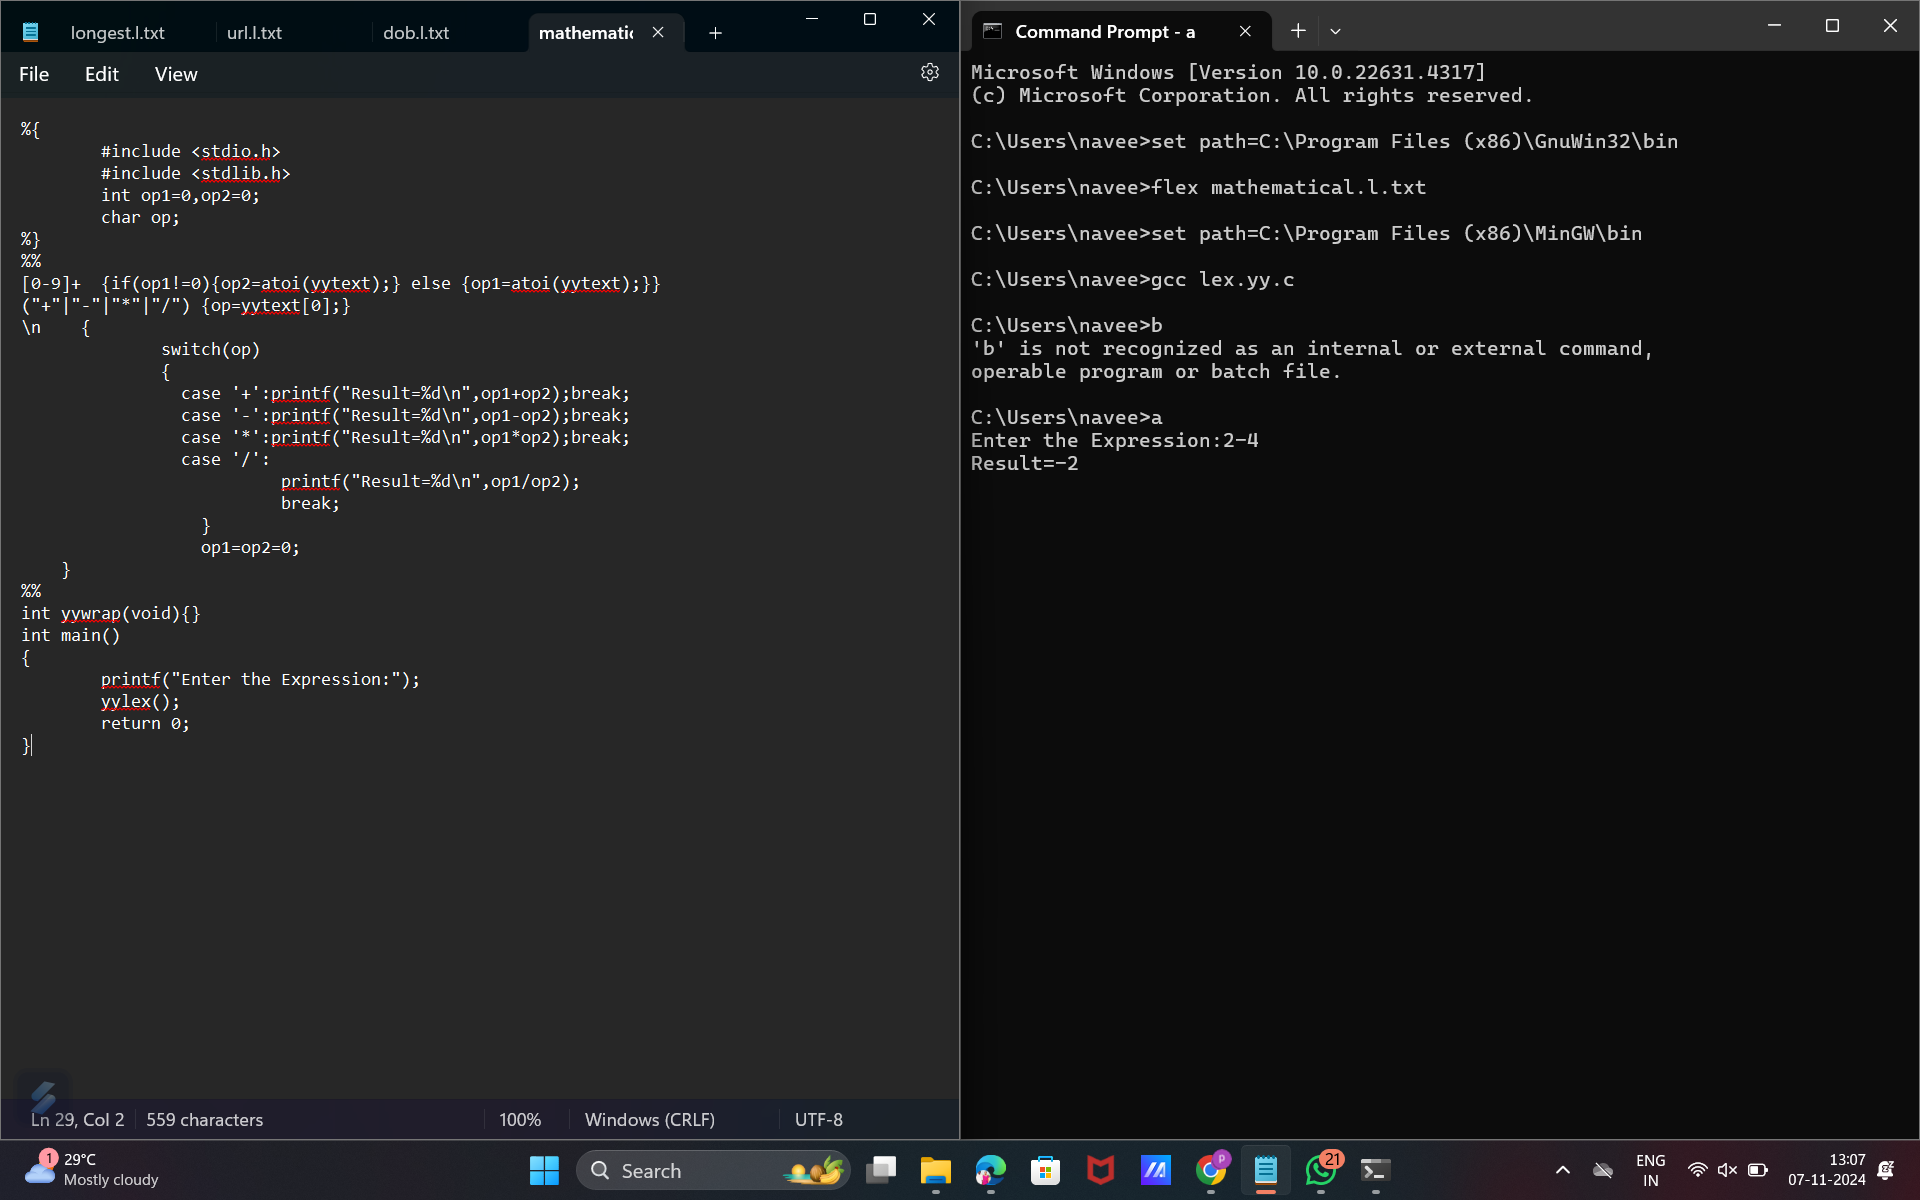 longest.l.txt
url.l.txt
dob.l.txt
mathematic
File
Edit
View
%{
#include <stdio.h>
#include <stdlib.h>
int op1=0,op2=0;
char op;
%}
%%
[0-9]+ {if(op1!=0){op2=atoi(yytext);} else {op1=atoi(yytext);}}
("+"|"-"|"*"|"/") {op=yytext[0];}
\n {
switch(op)
{
case '+':printf("Result=%d\n",op1+op2);break;
case '-':printf("Result=%d\n",op1-op2);break;
case '*':printf("Result=%d\n",op1*op2);break;
case '/':
printf("Result=%d\n",op1/op2);
break;
}
op1=op2=0;
}
%%
int yywrap(void){}
int main()
{
printf("Enter the Expression:");
yylex();
return 0;
}
Ln 29, Col 2
559 characters
100%
Windows (CRLF)
UTF-8
Command Prompt - a
Microsoft Windows [Version 10.0.22631.4317]
(c) Microsoft Corporation. All rights reserved.
C:\Users\navee>set path=C:\Program Files (x86)\GnuWin32\bin
C:\Users\navee>flex mathematical.l.txt
C:\Users\navee>set path=C:\Program Files (x86)\MinGW\bin
C:\Users\navee>gcc lex.yy.c
C:\Users\navee>b
'b' is not recognized as an internal or external command,
operable program or batch file.
C:\Users\navee>a
Enter the Expression:2-4
Result=-2
1
29°C
Mostly cloudy
Search
P
21
ENG
IN
13:07
07-11-2024